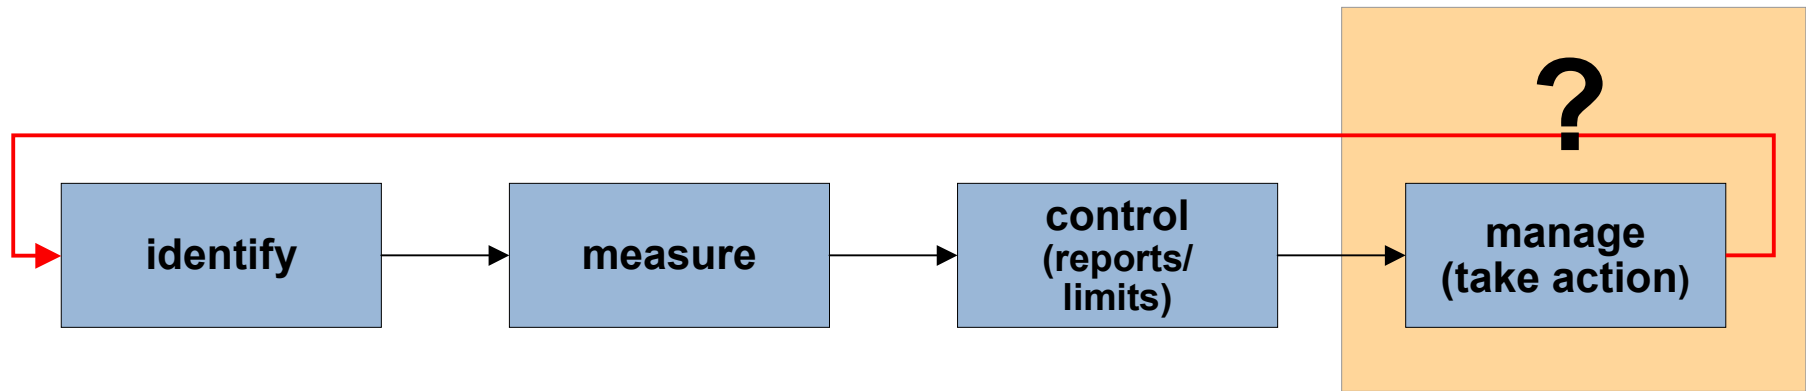 ?
identify
measure
control
(reports/
limits)
manage
(take action)